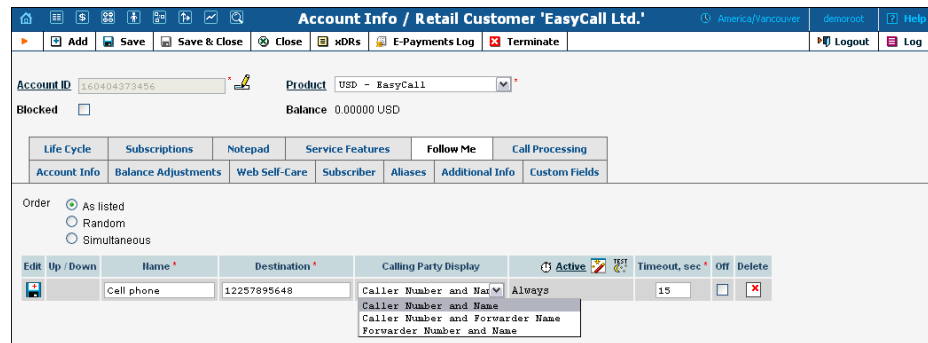 Account Info / Retail Customer 'EasyCall Ltd.' America/Vancouver demoroot ? Help
Add Save Save & Close Close xDRs E-Payments Log Terminate Logout Log
Account ID 160404373456 * Product USD - EasyCall *
Blocked Balance 0.00000 USD
Life Cycle Subscriptions Notepad Service Features Follow Me Call Processing
Account Info Balance Adjustments Web Self-Care Subscriber Aliases Additional Info Custom Fields
Order As listed
Random
Simultaneous
Edit Up / Down Name * Destination * Calling Party Display Active TEST Timeout, sec * Off Delete
Cell phone 12257895648 Caller Number and Nar Always 15
Caller Number and Name
Caller Number and Forwarder Name
Forwarder Number and Name